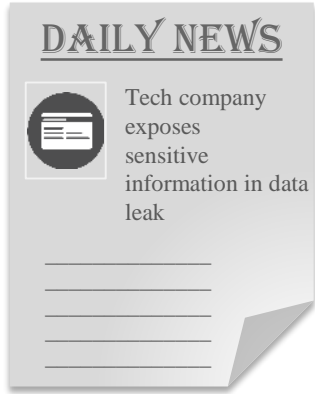 DAILY NEWS
Tech company
exposes
sensitive
information in data
leak